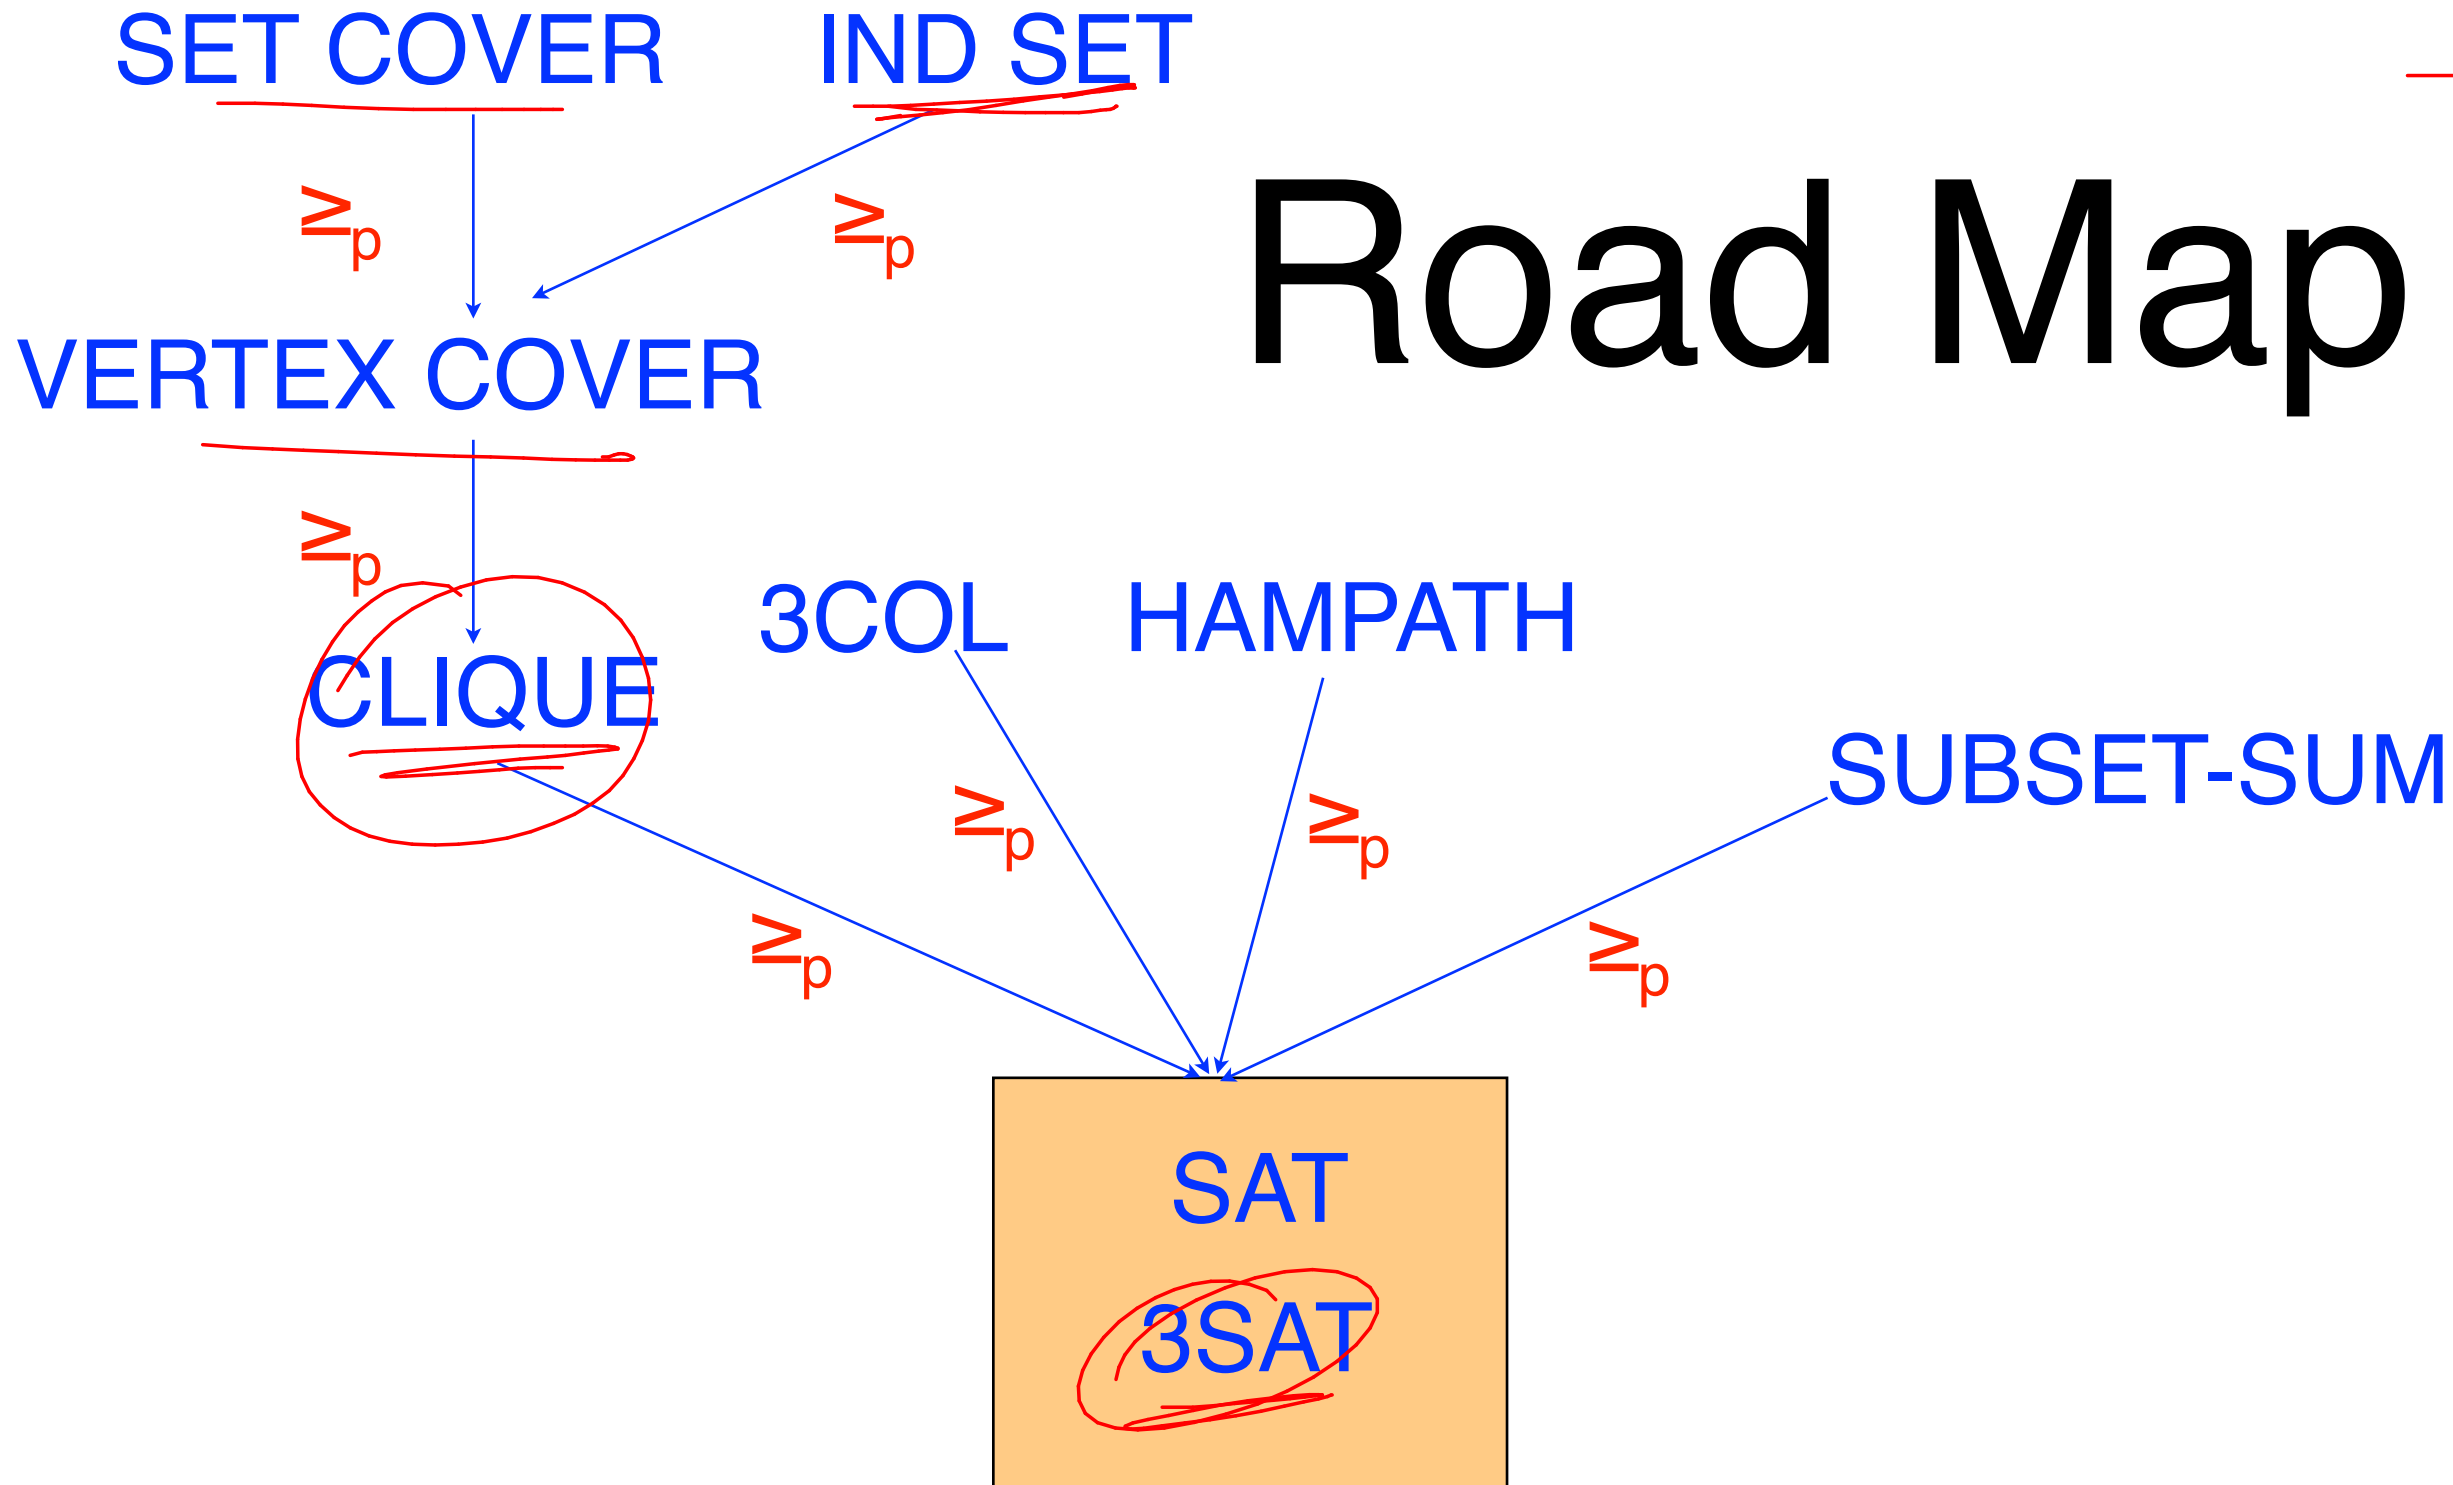 SET COVER IND SET
≥p ≥p
Road Map
VERTEX COVER
≥p
3COL HAMPATH
CLIQUE
SUBSET-SUM
≥p ≥p
≥p ≥p
SAT
3SAT